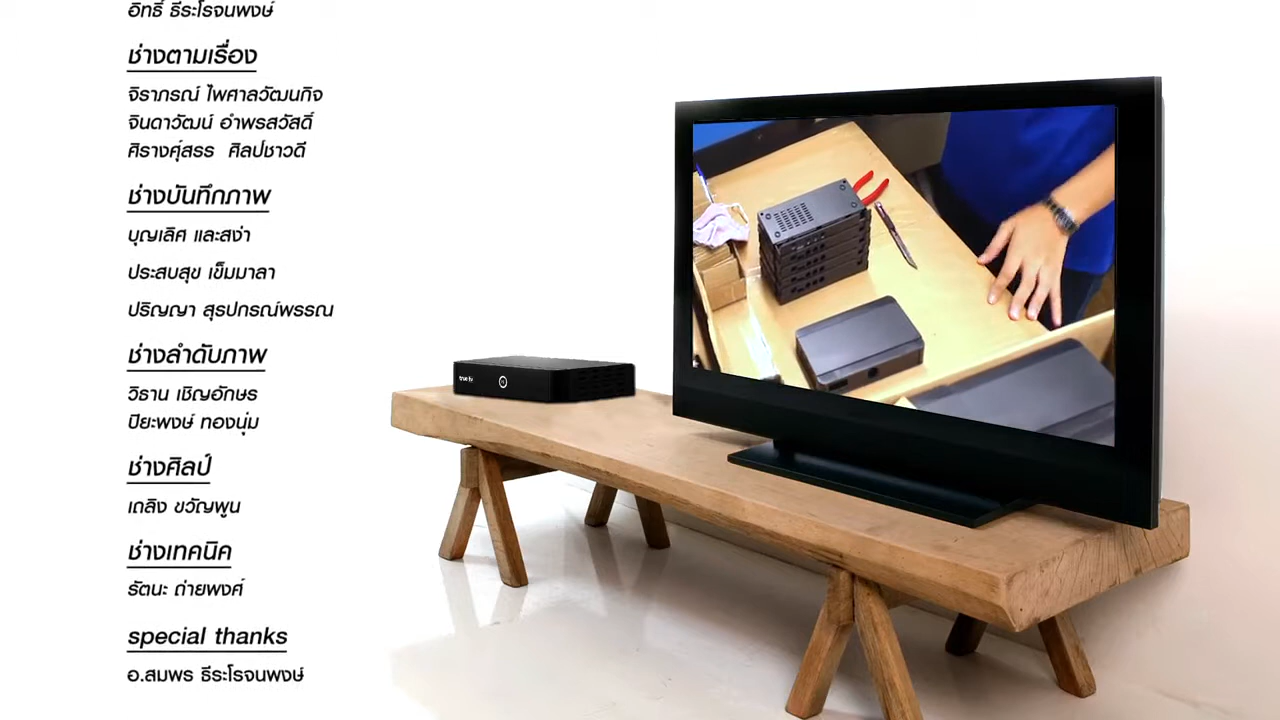 อิทธิ์ ธีระโรจนพงษ์
ช่างตามเรื่อง
จิราภรณ์ ไพศาลวัฒนกิจ
จินดาวัฒน์ อำพรสวัสดิ์
ศิรางศุ์สรร ศิลปชาวดี
ช่างบันทึกภาพ
บุญเลิศ และสง่า
ประสบสุข เข็มมาลา
ปริญญา สุรปกรณ์พรรณ
ช่างลำดับภาพ
วิธาน เชิญอักษร
ปิยะพงษ์ ทองนุ่ม
ช่างศิลป์
เถลิง ขวัญพูน
ช่างเทคนิค
รัตนะ ถ่ายพงศ์
special thanks
อ.สมพร ธีระโรจนพงษ์
true tv